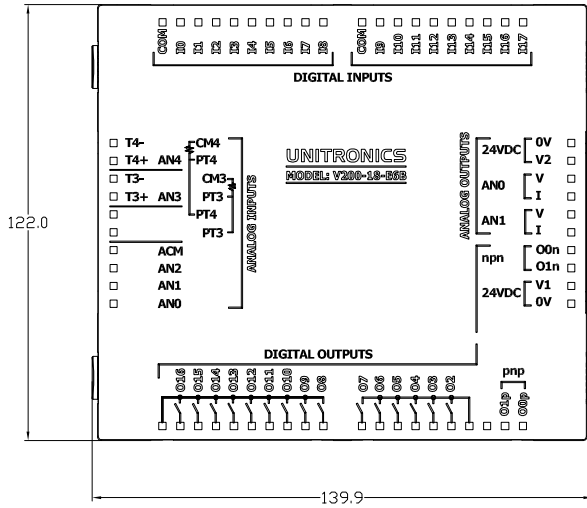 COM I0 I1 I2 I3 I4 I5 I6 I7 I8 COM I9 I10 I11 I12 I13 I14 I15 I16 I17
DIGITAL INPUTS
T4- CM4
T4+ AN4 PT4
T3- CM3
T3+ AN3 PT3
PT4
PT3
ACM
AN2
AN1
AN0
ANALOG INPUTS
UNITRONICS
MODEL: V200-18-E6B
ANALOG OUTPUTS
24VDC 0V
V2
AN0 V
I
AN1 V
I
npn O0n
O1n
24VDC V1
0V
122.0
DIGITAL OUTPUTS
O16 O15 O14 O13 O12 O11 O10 O9 O8 O7 O6 O5 O4 O3 O2
pnp
O1p O0p
139.9